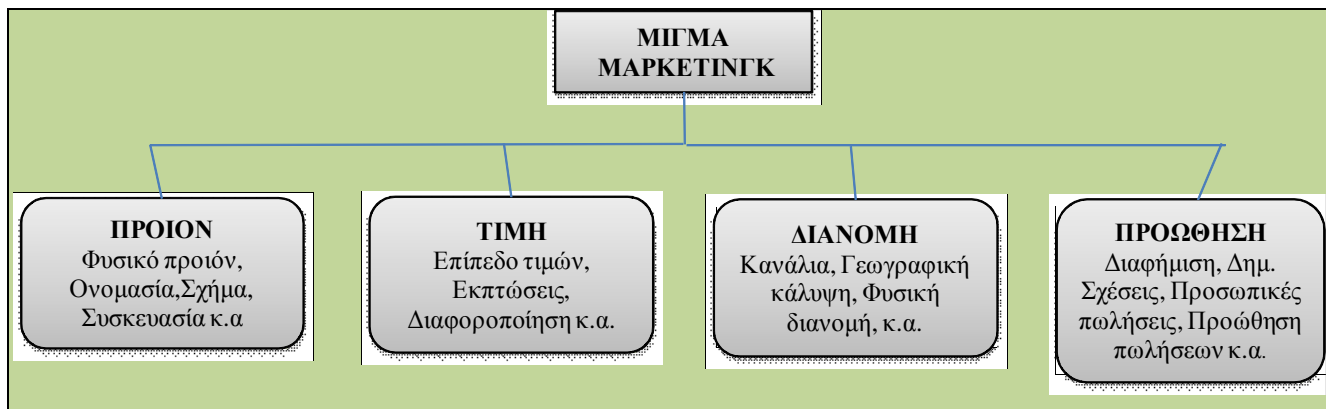 ΜΙΓΜΑ
ΜΑΡΚΕΤΙΝΓΚ
ΠΡΟΙΟΝ
Φυσικό προιόν,
Ονομασία,Σχήμα,
Συσκευασία κ.α
ΤΙΜΗ
Επίπεδο τιμών,
Εκπτώσεις,
Διαφοροποίηση κ.α.
ΔΙΑΝΟΜΗ
Κανάλια, Γεωγραφική
κάλυψη, Φυσική
διανομή, κ.α.
ΠΡΟΩΘΗΣΗ
Διαφήμιση, Δημ.
Σχέσεις, Προσωπικές
πωλήσεις, Προώθηση
πωλήσεων κ.α.